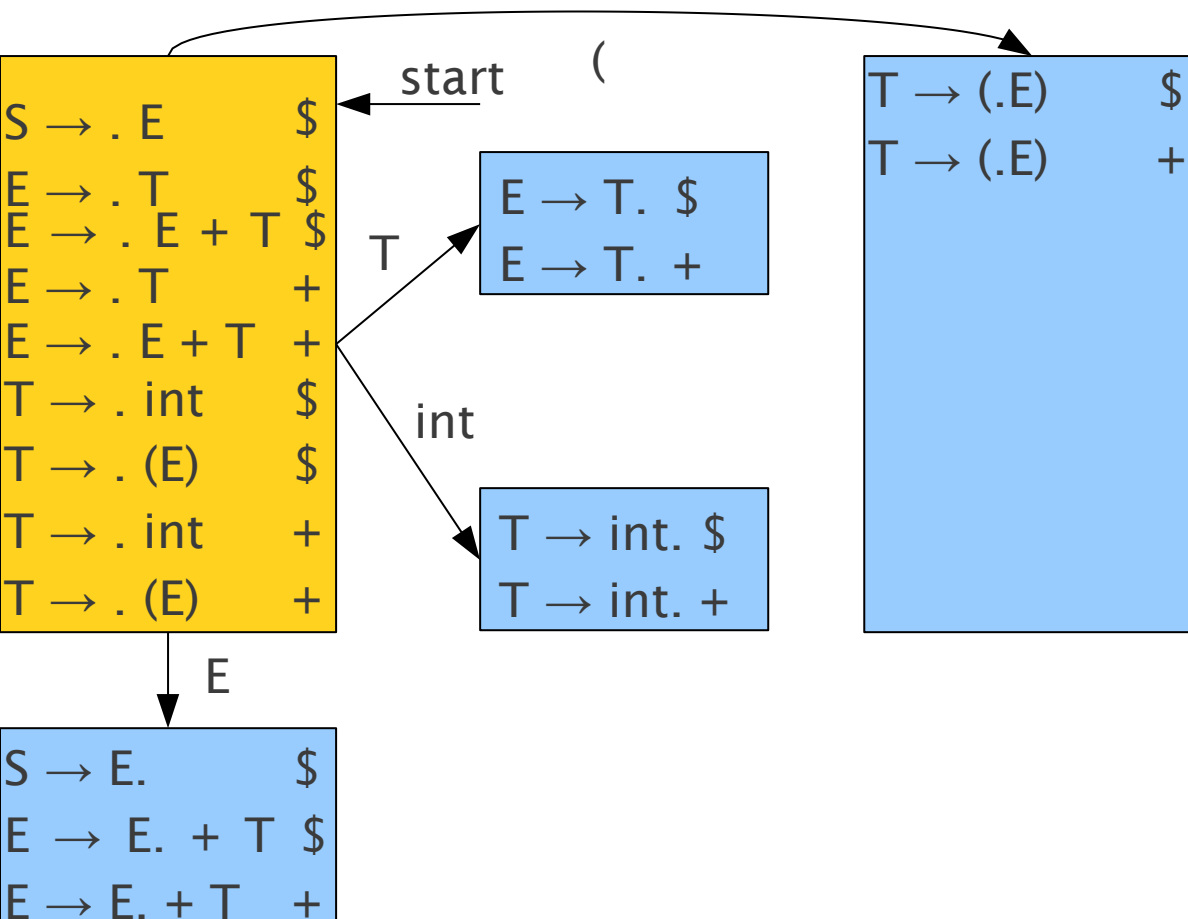 (
start
S → . E $
E → . T $
E → . E + T $
E → . T +
E → . E + T +
T → . int $
T → . (E) $
T → . int +
T → . (E) +
T
E → T. $
E → T. +
int
T → int. $
T → int. +
T → (.E) $
T → (.E) +
E
S → E. $
E → E. + T $
E → E. + T +